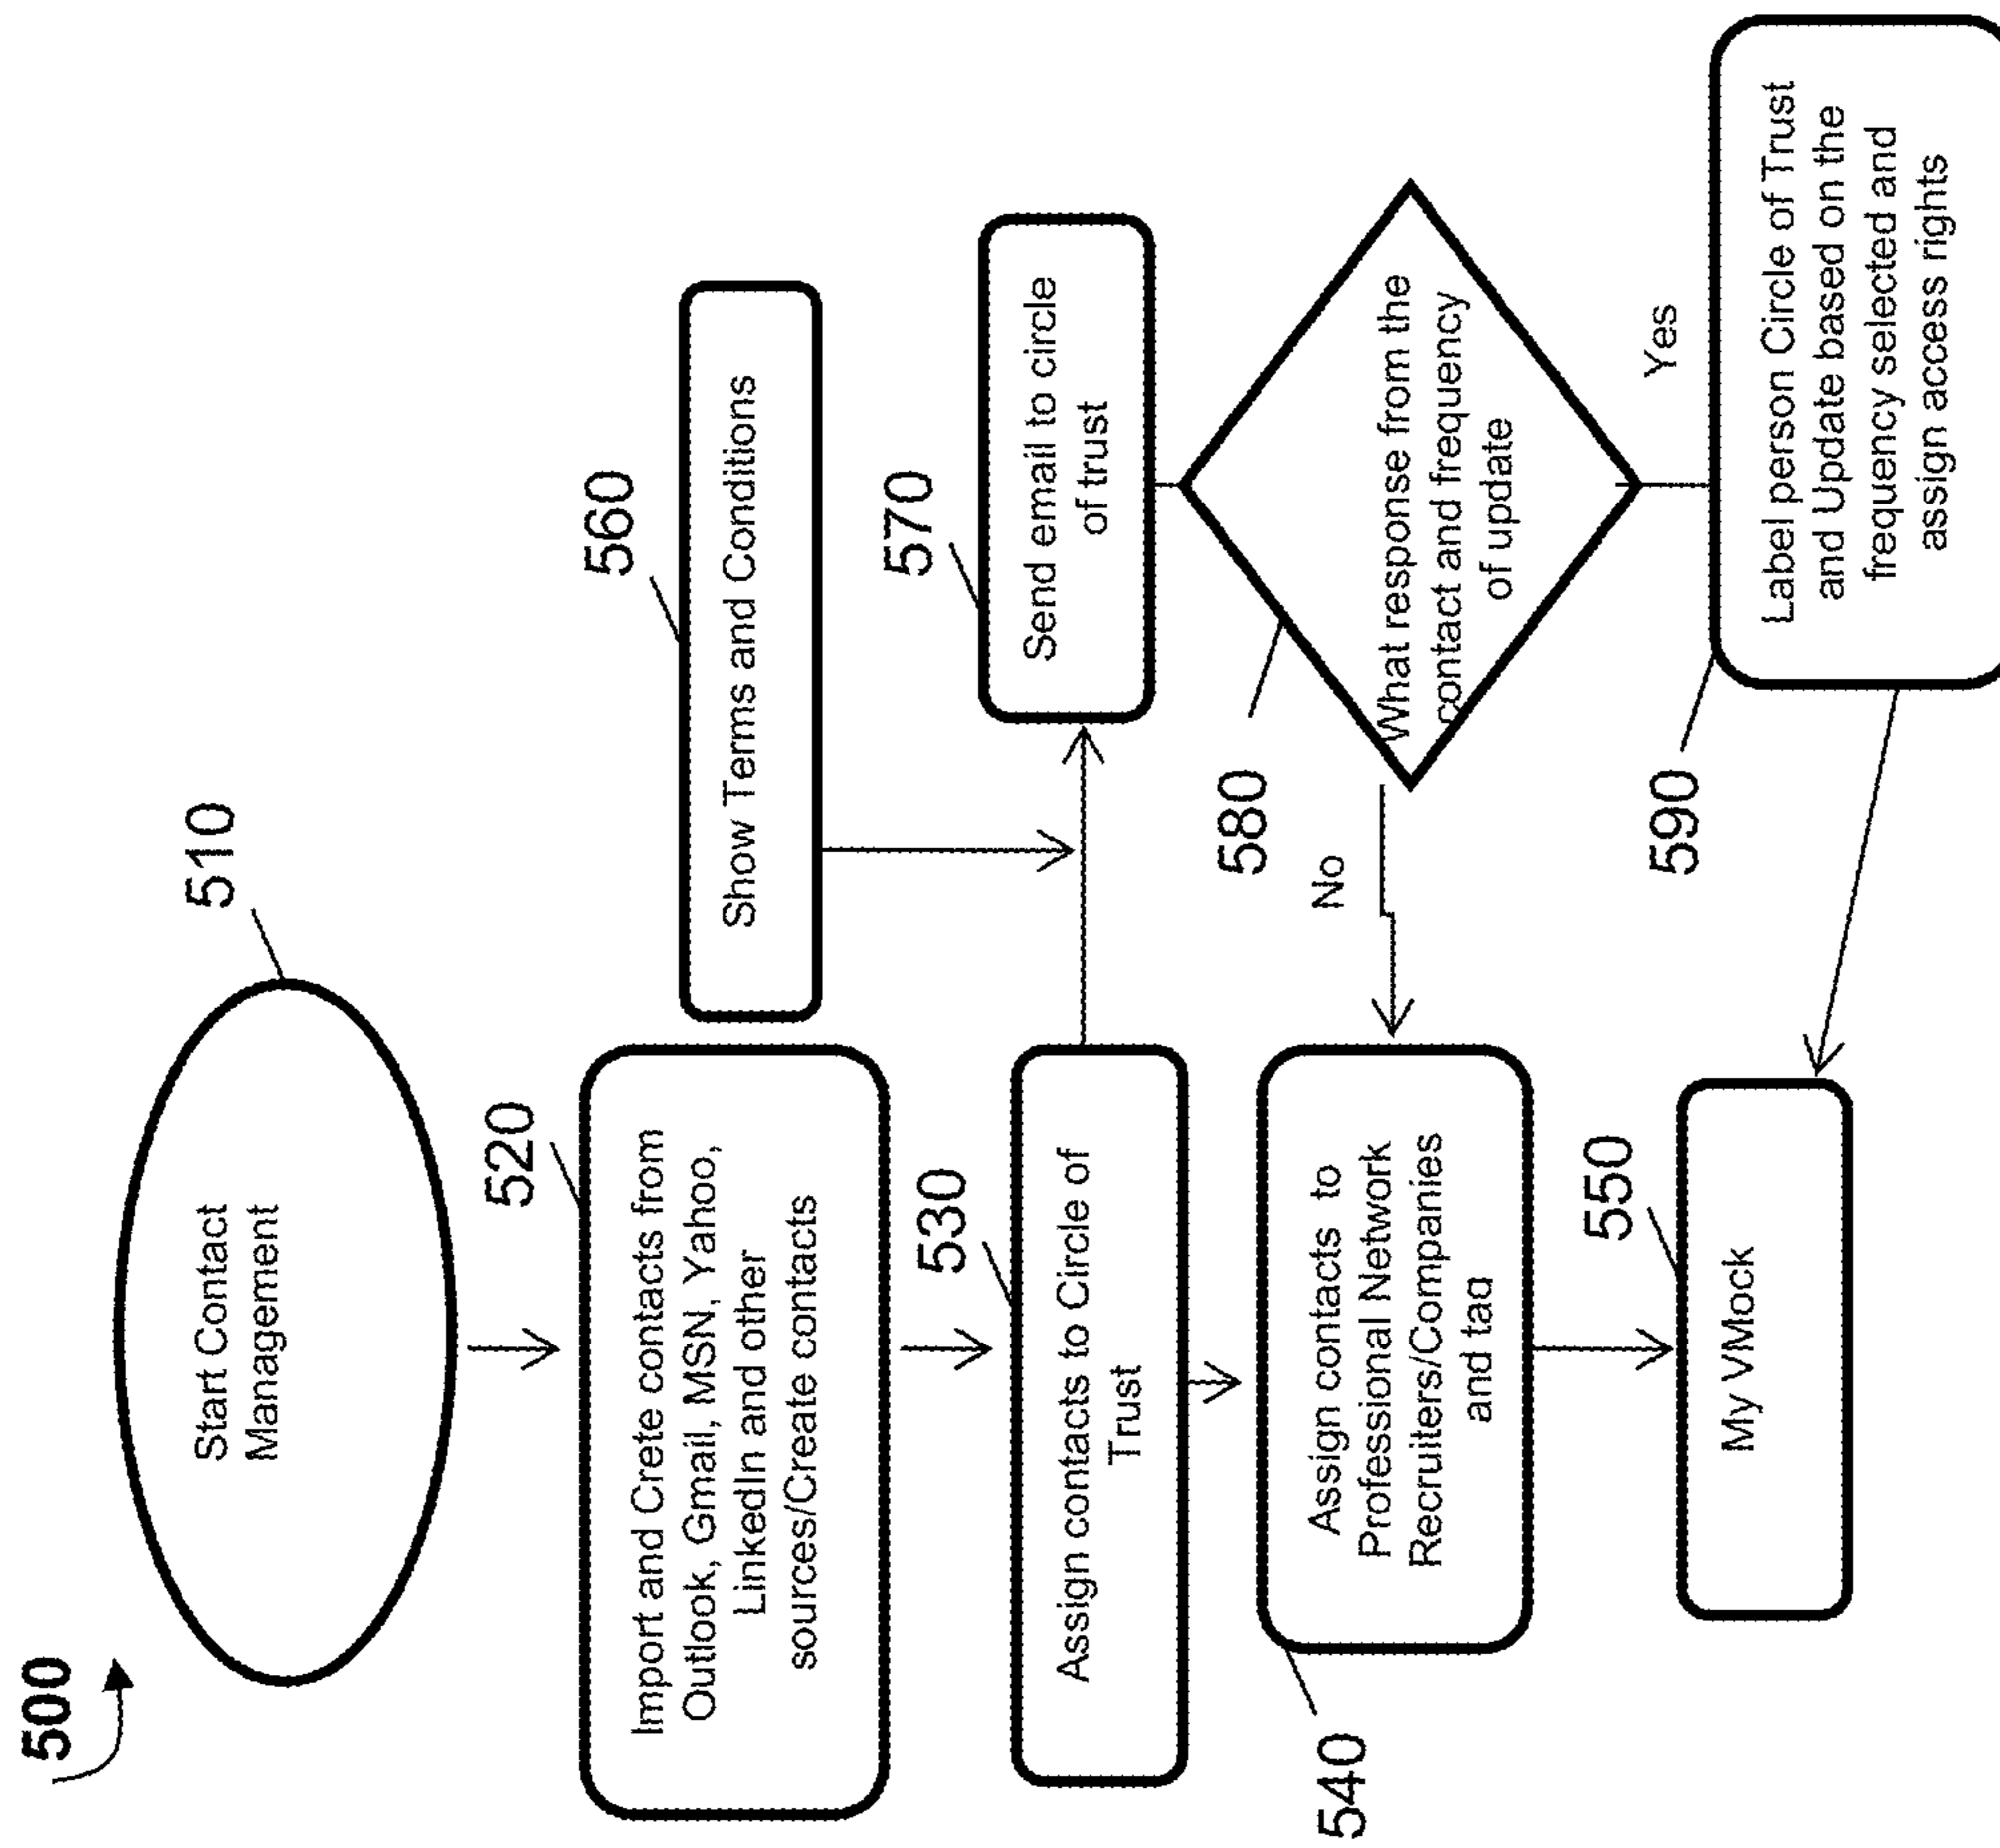 500
510
Start Contact
Management
520
Import and Crete contacts from
Outlook, Gmail, MSN, Yahoo,
LinkedIn and other
sources/Create contacts
530
Assign contacts to Circle of
Trust
540
Assign contacts to
Professional Network
Recruiters/Companies
and tag
550
My VMock
560
Show Terms and Conditions
570
Send email to circle
of trust
580
What response from the
contact and frequency
of update
No
Yes
590
Label person Circle of Trust
and Update based on the
frequency selected and
assign access rights